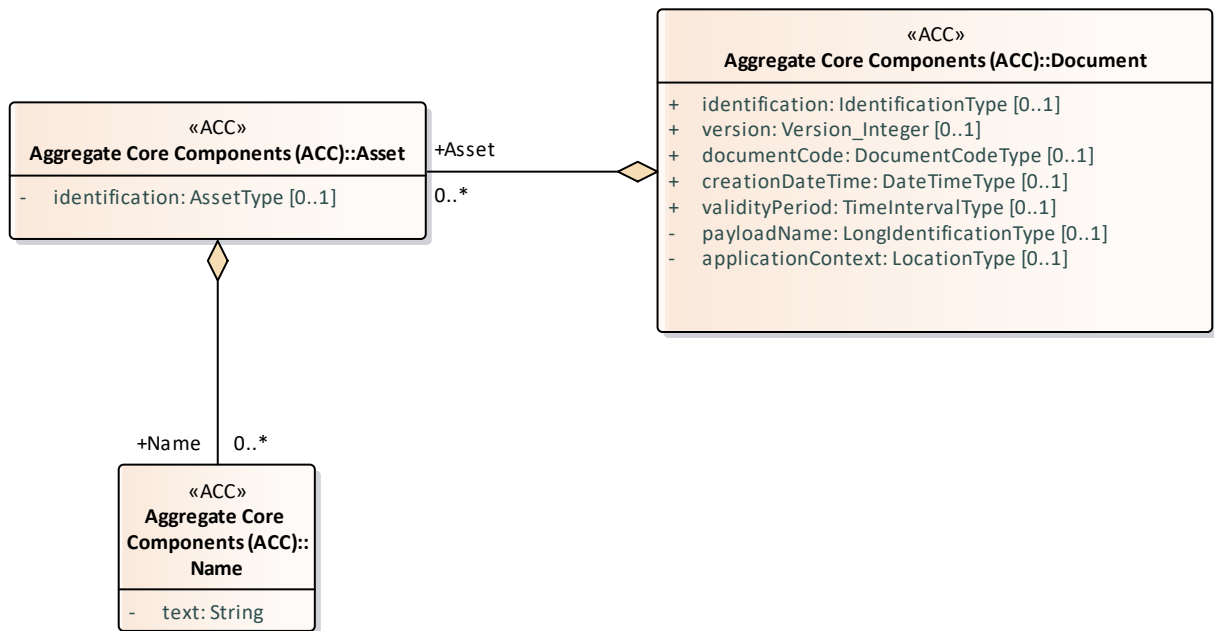 «ACC»
Aggregate Core Components (ACC)::Document
+ identification: IdentificationType [0..1]
+ version: Version_Integer [0..1]
+ documentCode: DocumentCodeType [0..1]
+ creationDateTime: DateTimeType [0..1]
+ validityPeriod: TimeIntervalType [0..1]
- payloadName: LongIdentificationType [0..1]
- applicationContext: LocationType [0..1]
«ACC»
Aggregate Core Components (ACC)::Asset
- identification: AssetType [0..1]
+Asset
0..*
+Name 0..*
«ACC»
Aggregate Core
Components (ACC)::
Name
- text: String